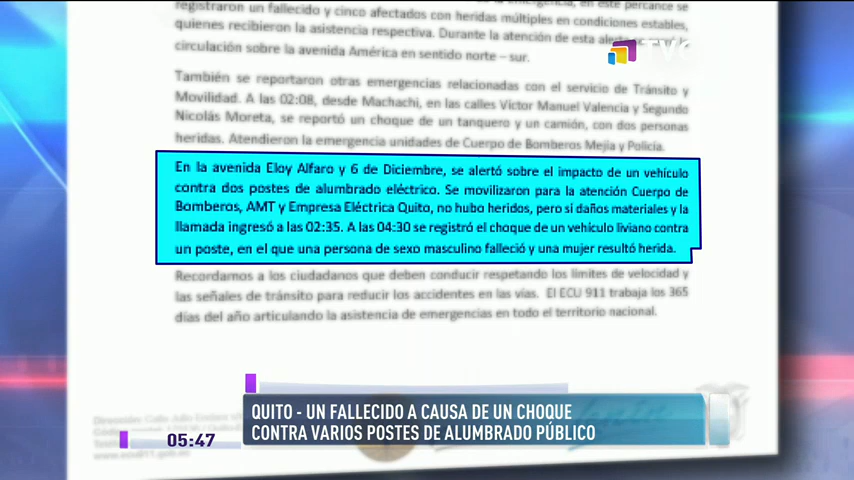 registraron un fallecido y cinco afectados con heridas múltiples en condiciones estables,
quienes recibieron la asistencia respectiva. Durante la atención de esta
circulación sobre la avenida América en sentido norte – sur.
También se reportaron otras emergencias relacionadas con el servicio de Tránsito y
Movilidad. A las 02:08, desde Machachi, en las calles Victor Manuel Valencia y Segundo
Nicolás Moreta, se reportó un choque de un tanquero y un camión, con dos personas
heridas. Atendieron la emergencia unidades de Cuerpo de Bomberos Mejía y Policía.
En la avenida Eloy Alfaro y 6 de Diciembre, se alertó sobre el impacto de un vehículo
contra dos postes de alumbrado eléctrico. Se movilizaron para la atención Cuerpo de
Bomberos, AMT y Empresa Eléctrica Quito, no hubo heridos, pero si daños materiales y la
llamada ingresó a las 02:35. A las 04:30 se registró el choque de un vehículo liviano contra
un poste, en el que una persona de sexo masculino falleció y una mujer resultó herida.
Recordamos a los ciudadanos que deben conducir respetando los límites de velocidad y
las señales de tránsito para reducir los accidentes en las vías. El ECU 911 trabaja los 365
días del año articulando la asistencia de emergencias en todo el territorio nacional.
QUITO - UN FALLECIDO A CAUSA DE UN CHOQUE
CONTRA VARIOS POSTES DE ALUMBRADO PÚBLICO
05:47